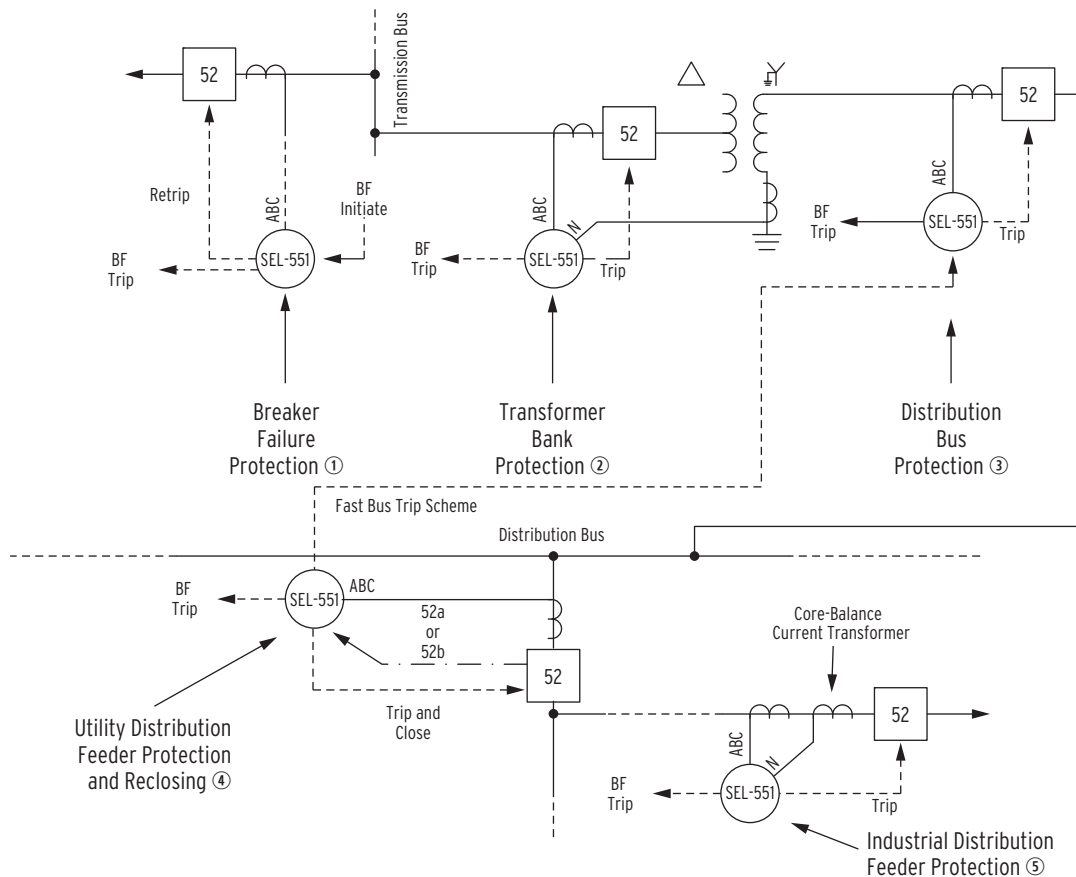 52
Transmission Bus
52
52
Retrip
ABC
BF
Initiate
ABC
N
ABC
BF
Trip
SEL-551
BF
Trip
SEL-551
Trip
BF
Trip
SEL-551
Trip
Breaker
Failure
Protection ①
Transformer
Bank
Protection ②
Distribution
Bus
Protection ③
Fast Bus Trip Scheme
Distribution Bus
BF
Trip
SEL-551
ABC
52a
or
52b
52
Trip and
Close
Core-Balance
Current Transformer
52
Utility Distribution
Feeder Protection
and Reclosing ④
ABC
N
BF
Trip
SEL-551
Trip
Industrial Distribution
Feeder Protection ⑤